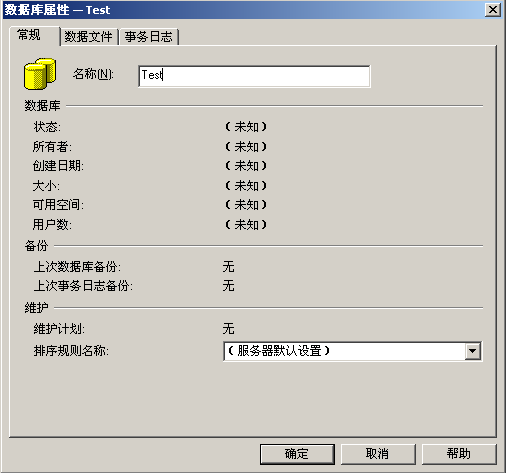 数据库属性 — Test
常规 数据文件 事务日志
名称(N): Test
数据库
状态: (未知)
所有者: (未知)
创建日期: (未知)
大小: (未知)
可用空间: (未知)
用户数: (未知)
备份
上次数据库备份: 无
上次事务日志备份: 无
维护
维护计划: 无
排序规则名称: (服务器默认设置)
确定 取消 帮助